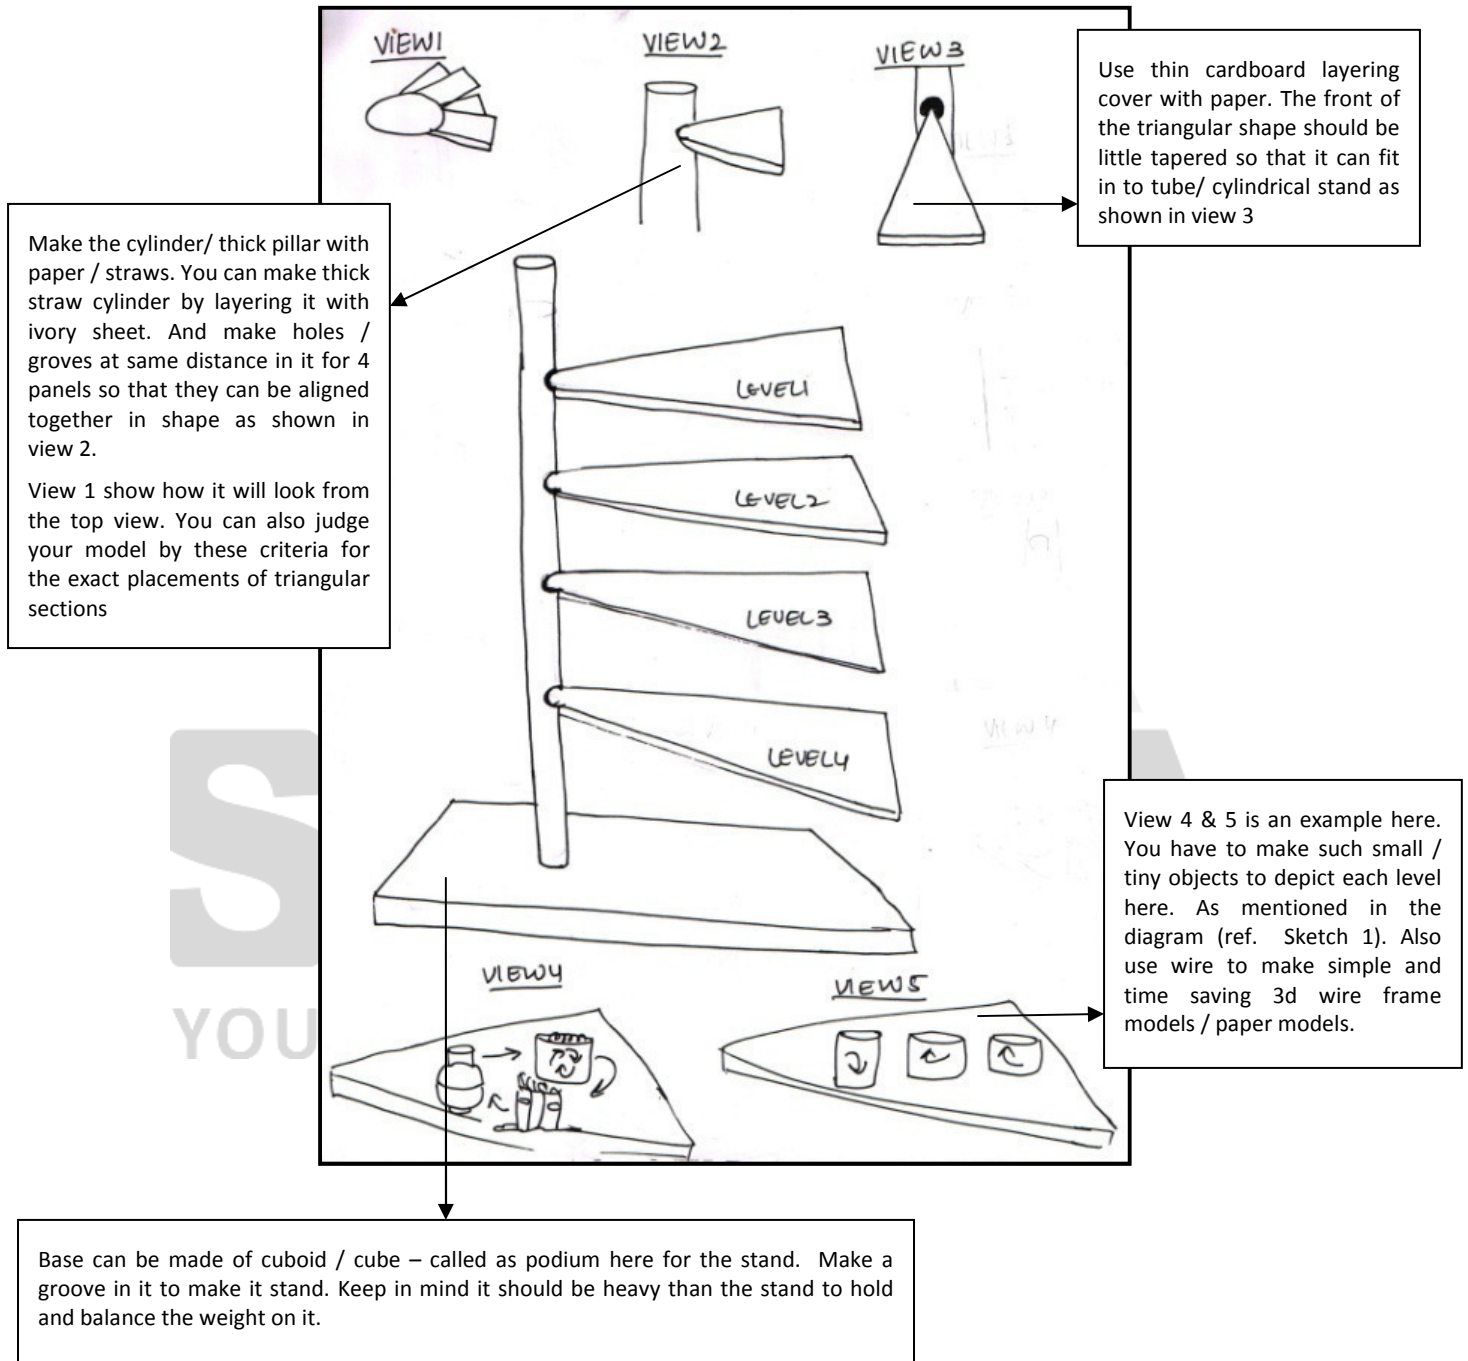 VIEW1
VIEW2
VIEW3
Use thin cardboard layering
cover with paper. The front of
the triangular shape should be
little tapered so that it can fit
in to tube/ cylindrical stand as
shown in view 3
Make the cylinder/ thick pillar with
paper / straws. You can make thick
straw cylinder by layering it with
ivory sheet. And make holes /
groves at same distance in it for 4
panels so that they can be aligned
together in shape as shown in
view 2.
View 1 show how it will look from
the top view. You can also judge
your model by these criteria for
the exact placements of triangular
sections
LEVEL1
LEVEL2
LEVEL3
LEVEL4
View 4 & 5 is an example here.
You have to make such small /
tiny objects to depict each level
here. As mentioned in the
diagram (ref. Sketch 1). Also
use wire to make simple and
time saving 3d wire frame
models / paper models.
VIEW4
VIEW5
YOU
Base can be made of cuboid / cube – called as podium here for the stand. Make a
groove in it to make it stand. Keep in mind it should be heavy than the stand to hold
and balance the weight on it.